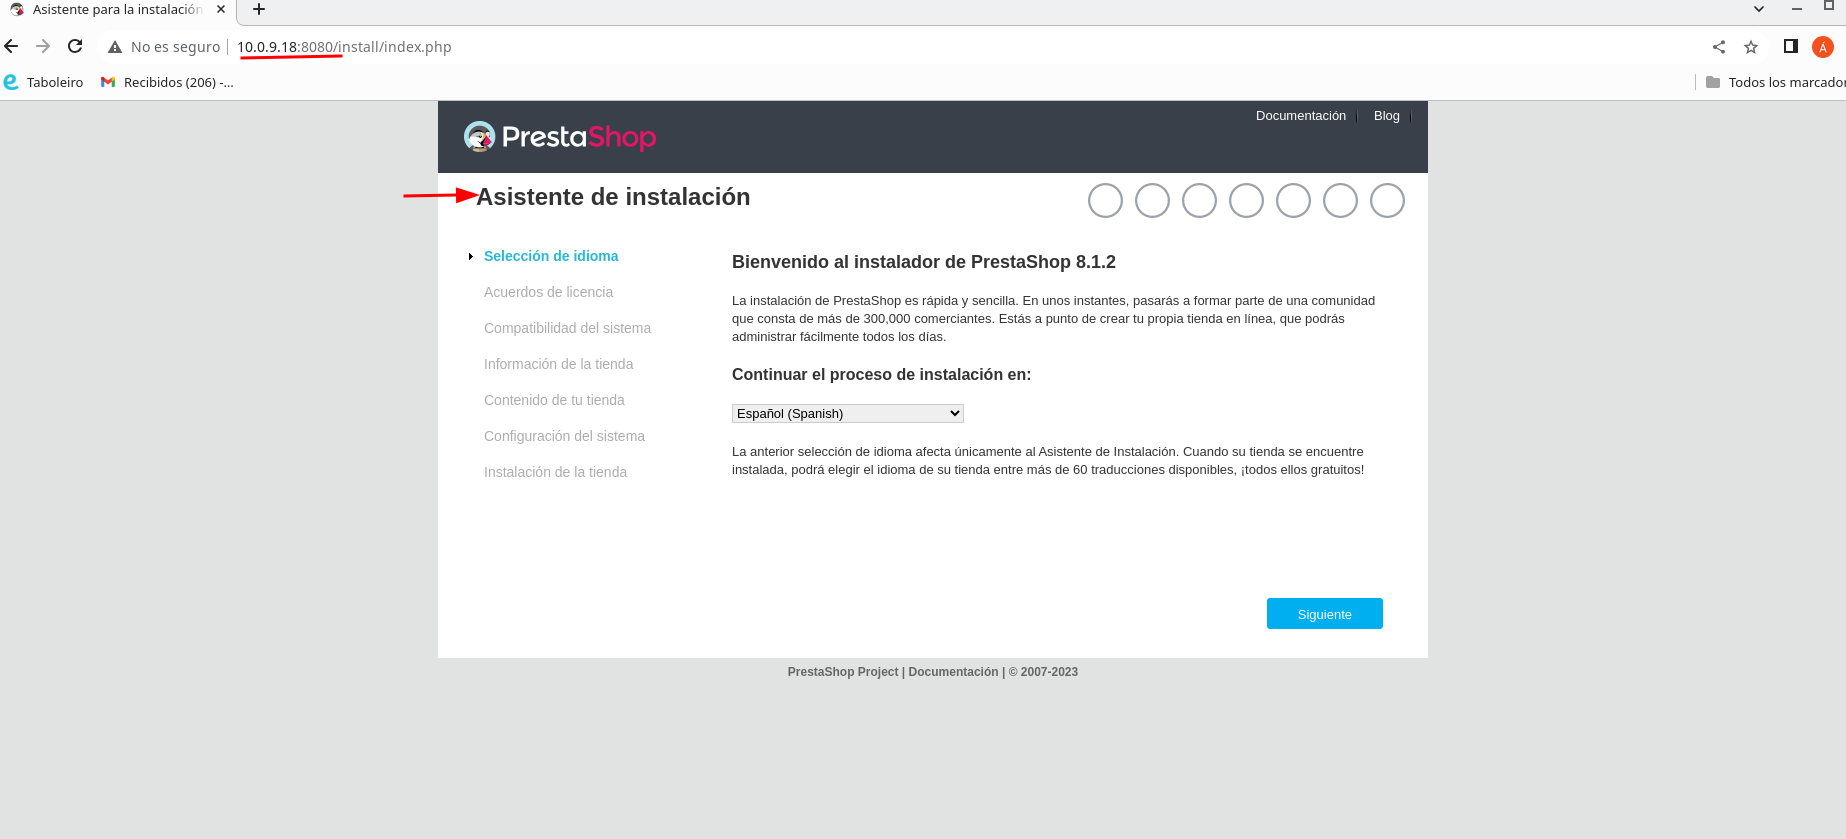 Asistente para la instalación
No es seguro
10.0.9.18:8080/install/index.php
Á
Taboleiro
Recibidos (206) -...
Todos los marcador
Documentación
Blog
PrestaShop
Asistente de instalación
Selección de idioma
Acuerdos de licencia
Compatibilidad del sistema
Información de la tienda
Contenido de tu tienda
Configuración del sistema
Instalación de la tienda
Bienvenido al instalador de PrestaShop 8.1.2
La instalación de PrestaShop es rápida y sencilla. En unos instantes, pasarás a formar parte de una comunidad
que consta de más de 300,000 comerciantes. Estás a punto de crear tu propia tienda en línea, que podrás
administrar fácilmente todos los días.
Continuar el proceso de instalación en:
Español (Spanish)
La anterior selección de idioma afecta únicamente al Asistente de Instalación. Cuando su tienda se encuentre
instalada, podrá elegir el idioma de su tienda entre más de 60 traducciones disponibles, ¡todos ellos gratuitos!
Siguiente
PrestaShop Project | Documentación | © 2007-2023